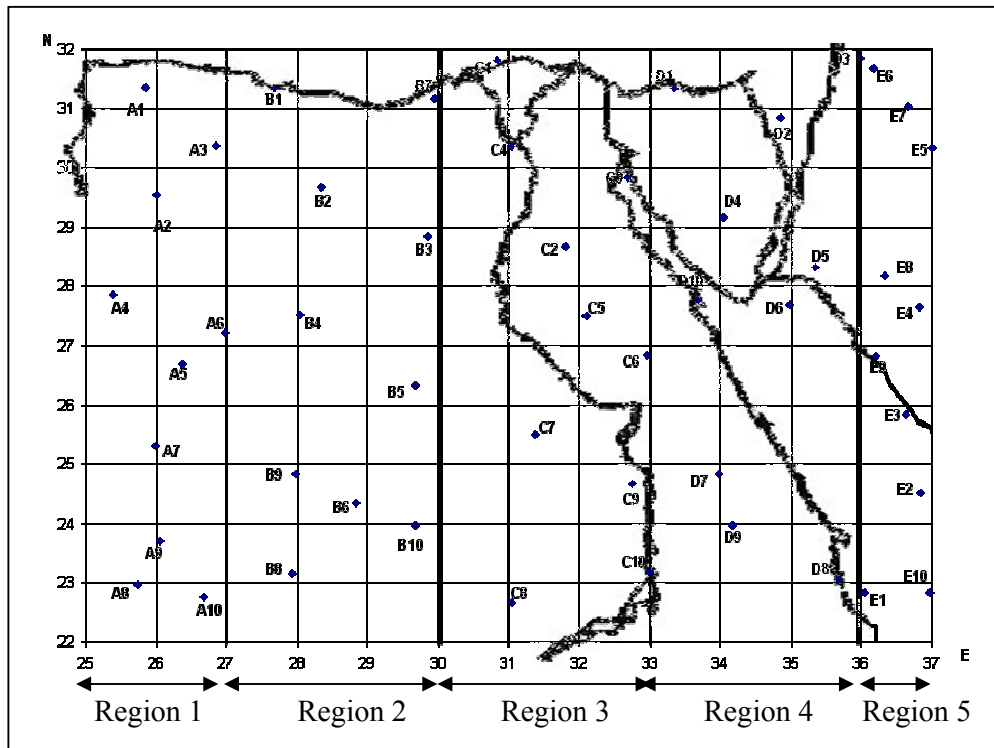 N
32
C1
D3
E6
B7
D1
A1
B1
31
E7
D2
A3
C4
E5
30
B2
D4
A2
29
B3
C2
D5
E8
28
D10
A4
A6
B4
C5
D6
E4
27
C6
A5
E9
B5
26
E3
C7
A7
25
B9
D7
B6
C9
E2
24
A9
B10
D9
B8
C10
D8
E10
23
A8
A10
C8
E1
22
25 26 27 28 29 30 31 32 33 34 35 36 37 E
Region 1 Region 2 Region 3 Region 4 Region 5